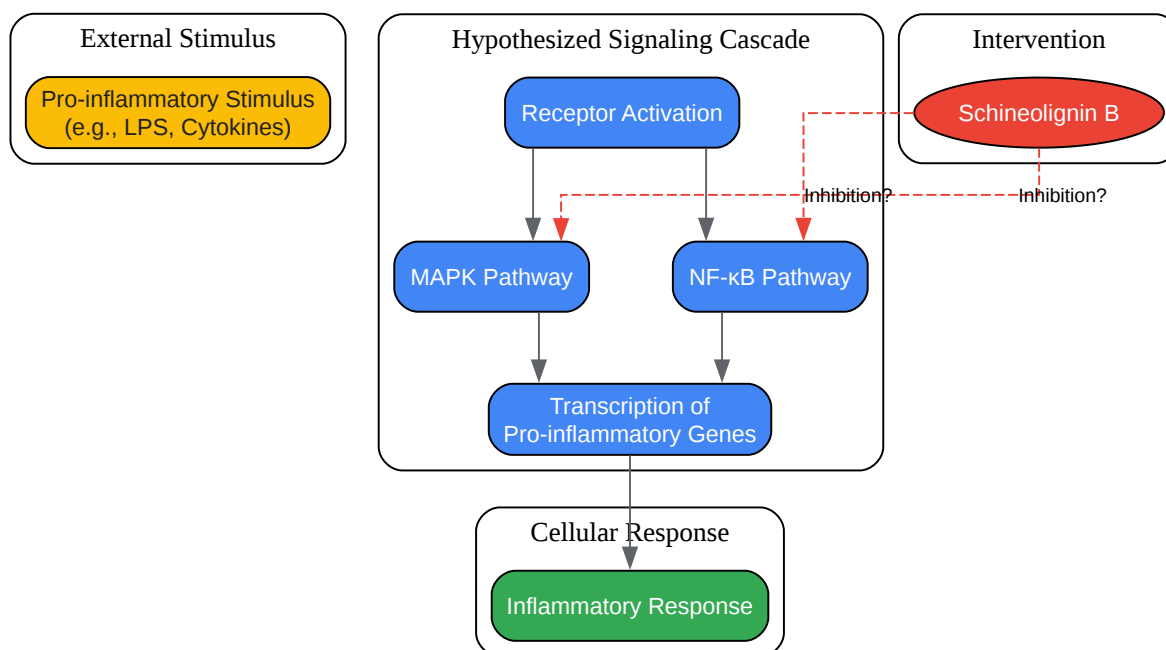 External Stimulus
Pro-inflammatory Stimulus
(e.g., LPS, Cytokines)
Hypothesized Signaling Cascade
Receptor Activation
Intervention
Schineolignin B
Inhibition?
Inhibition?
MAPK Pathway
NF-κB Pathway
Transcription of
Pro-inflammatory Genes
Cellular Response
Inflammatory Response